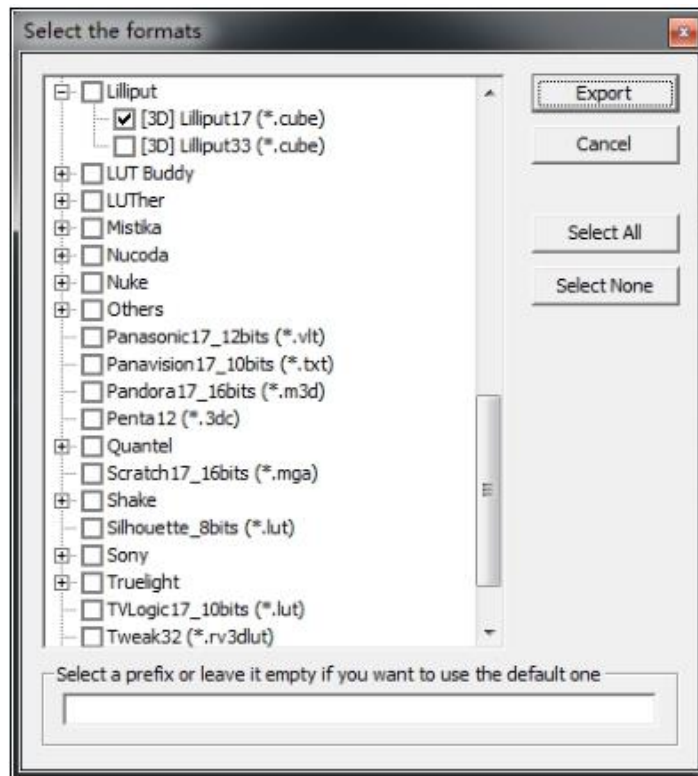 Select the formats
Lilliput
[3D] Lilliput17 (*.cube)
[3D] Lilliput33 (*.cube)
LUT Buddy
LUTher
Mistika
Nucoda
Nuke
Others
Panasonic17_12bits (*.vlt)
Panavision17_10bits (*.txt)
Pandora17_16bits (*.m3d)
Penta12 (*.3dc)
Quantel
Scratch17_16bits (*.mga)
Shake
Silhouette_8bits (*.lut)
Sony
Truelight
TVLogic17_10bits (*.lut)
Tweak32 (*.rv3dlut)
Export
Cancel
Select All
Select None
Select a prefix or leave it empty if you want to use the default one